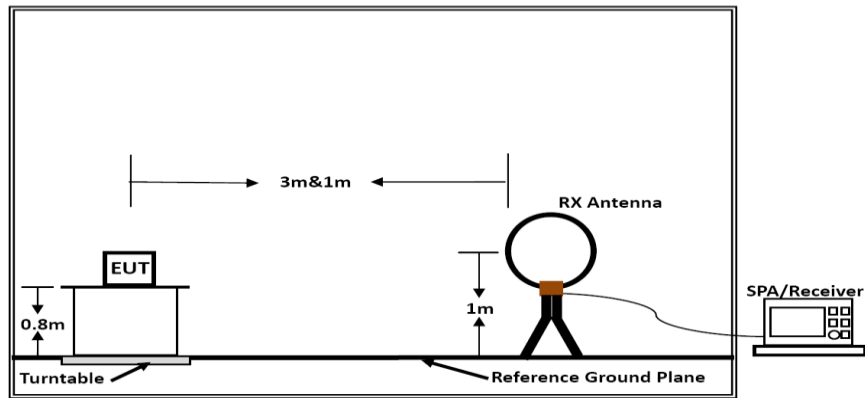 3m&1m
RX Antenna
EUT
SPA/Receiver
0.8m
1m
Turntable
Reference Ground Plane